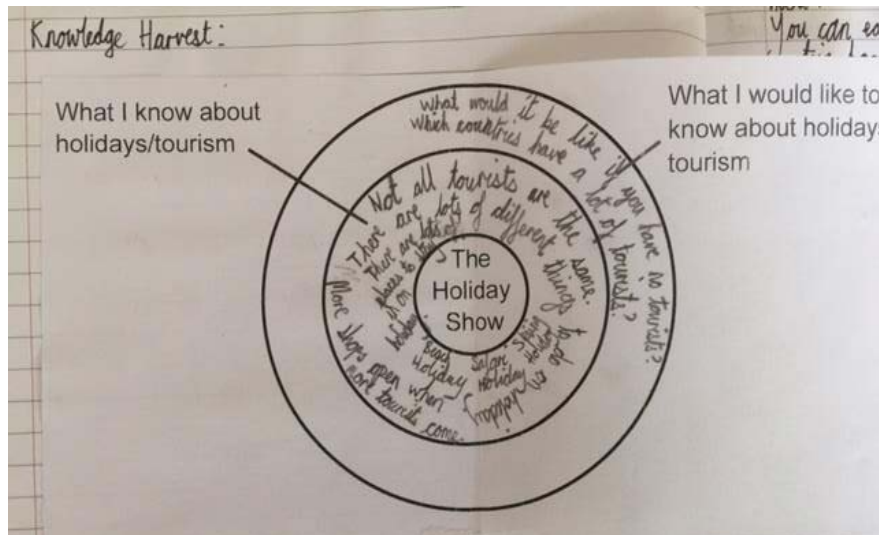 Knowledge Harvest:
You can ea
What I know about
holidays/tourism
What I would like to
know about holidays
tourism
What would it be like if you have no tourists?
Which countries have a lot of tourists?
Not all tourists are the same.
There are lots of different things to do on holiday.
There are lots of
places to stay
on
holiday.
More shops open when
more tourists come.
Beach
Holiday
Safari
Holiday
Holiday
The
Holiday
Show